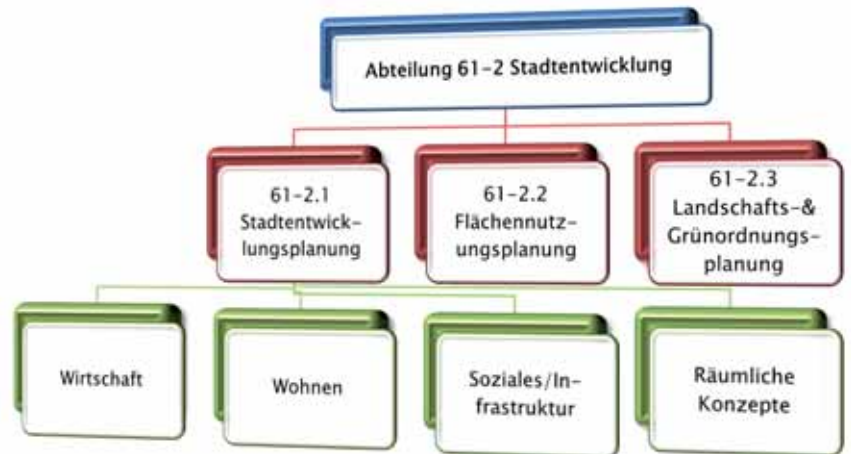 Abteilung 61-2 Stadtentwicklung
61-2.1
Stadtentwick-
lungsplanung
61-2.2
Flächennutz-
ungsplanung
61-2.3
Landschafts-&
Grünordnungs-
planung
Wirtschaft
Wohnen
Soziales/In-
frastruktur
Räumliche
Konzepte